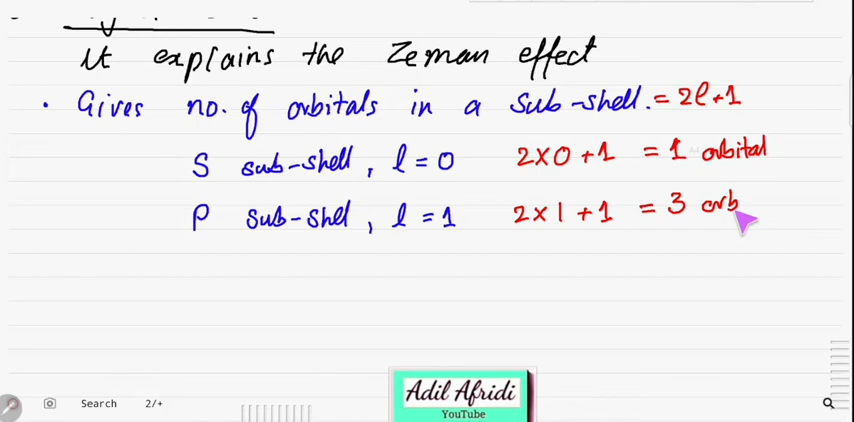 It explains the Zeman effect
• Gives no. of orbitals in a sub-shell. = 2l+1
S sub-shell, l = 0 2×0+1 = 1 orbital
P sub-shel, l = 1 2×1+1 = 3 orb
Adil Afridi
YouTube
Search 2/+